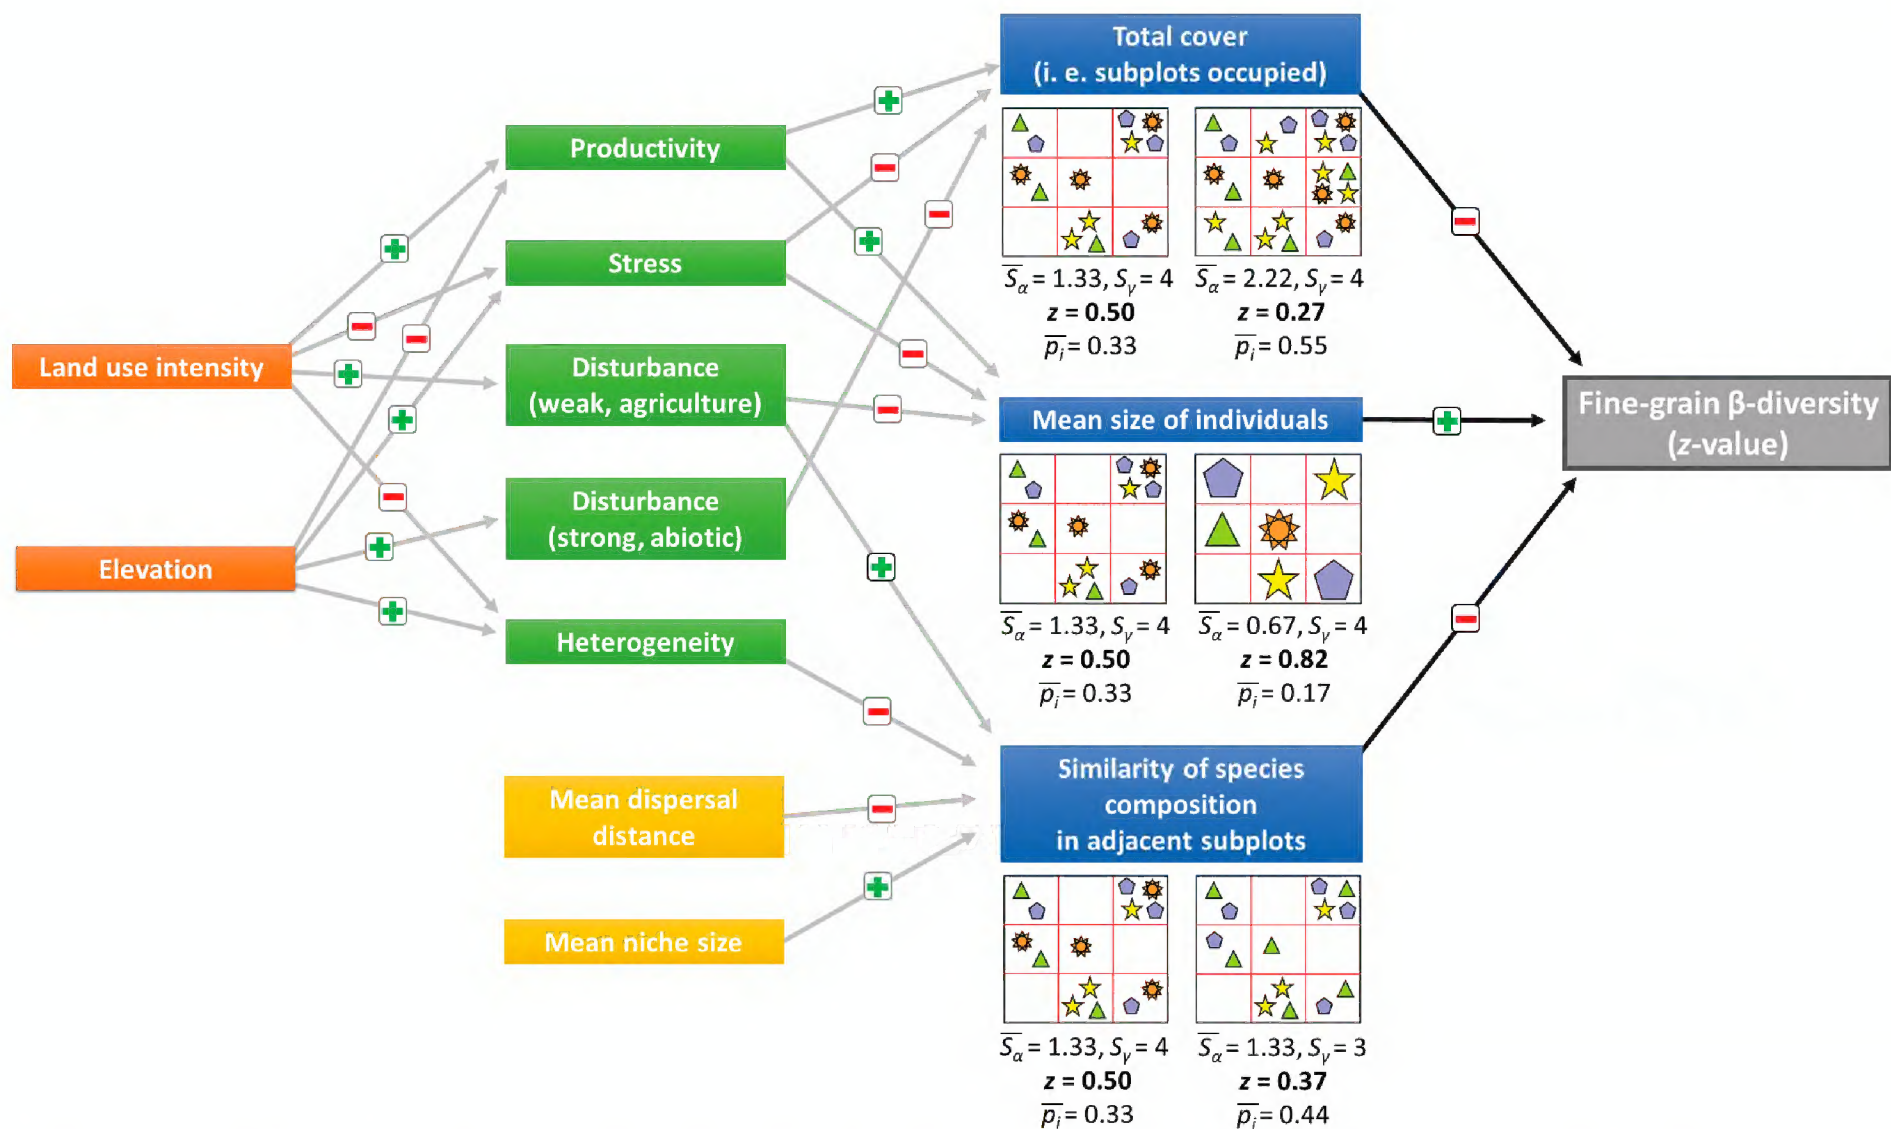 Land use intensity
Elevation
Productivity
Stress
Disturbance
(weak, agriculture)
Disturbance
(strong, abiotic)
Heterogeneity
Mean dispersal
distance
Mean niche size
Total cover
(i. e. subplots occupied)
S̅α = 1.33, Sγ = 4
z = 0.50
p̅i = 0.33
S̅α = 2.22, Sγ = 4
z = 0.27
p̅i = 0.55
Mean size of individuals
S̅α = 1.33, Sγ = 4
z = 0.50
p̅i = 0.33
S̅α = 0.67, Sγ = 4
z = 0.82
p̅i = 0.17
Similarity of species
composition
in adjacent subplots
S̅α = 1.33, Sγ = 4
z = 0.50
p̅i = 0.33
S̅α = 1.33, Sγ = 3
z = 0.37
p̅i = 0.44
Fine-grain β-diversity
(z-value)